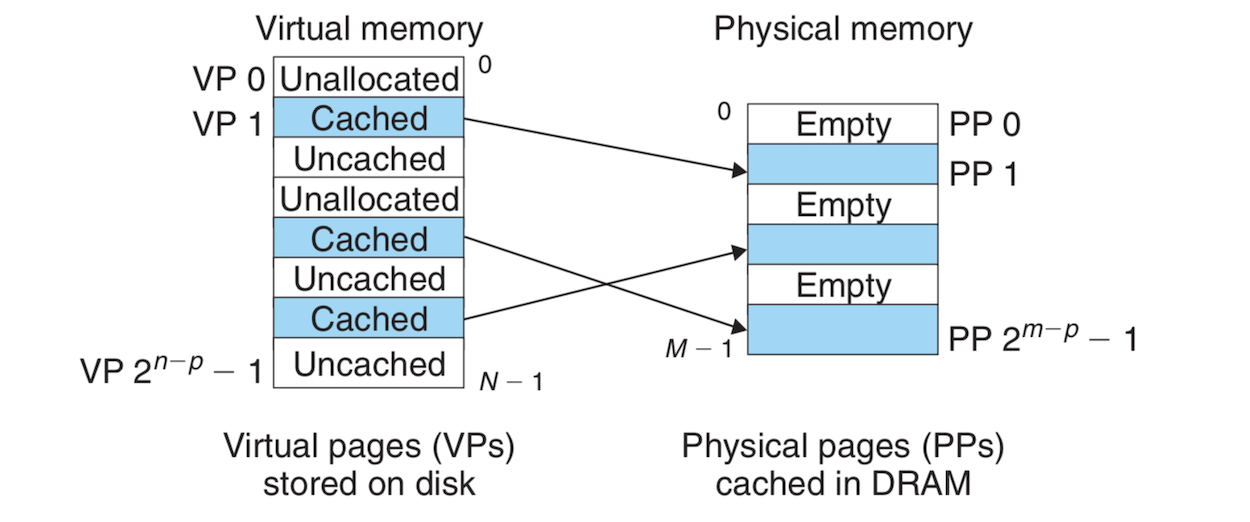 Virtual memory
Physical memory
VP 0
Unallocated
0
VP 1
Cached
Uncached
Unallocated
Cached
Uncached
Cached
VP 2ⁿ⁻ᵖ − 1
Uncached
N − 1
0
Empty
PP 0
PP 1
Empty
Empty
M − 1
PP 2ᵐ⁻ᵖ − 1
Virtual pages (VPs)
stored on disk
Physical pages (PPs)
cached in DRAM